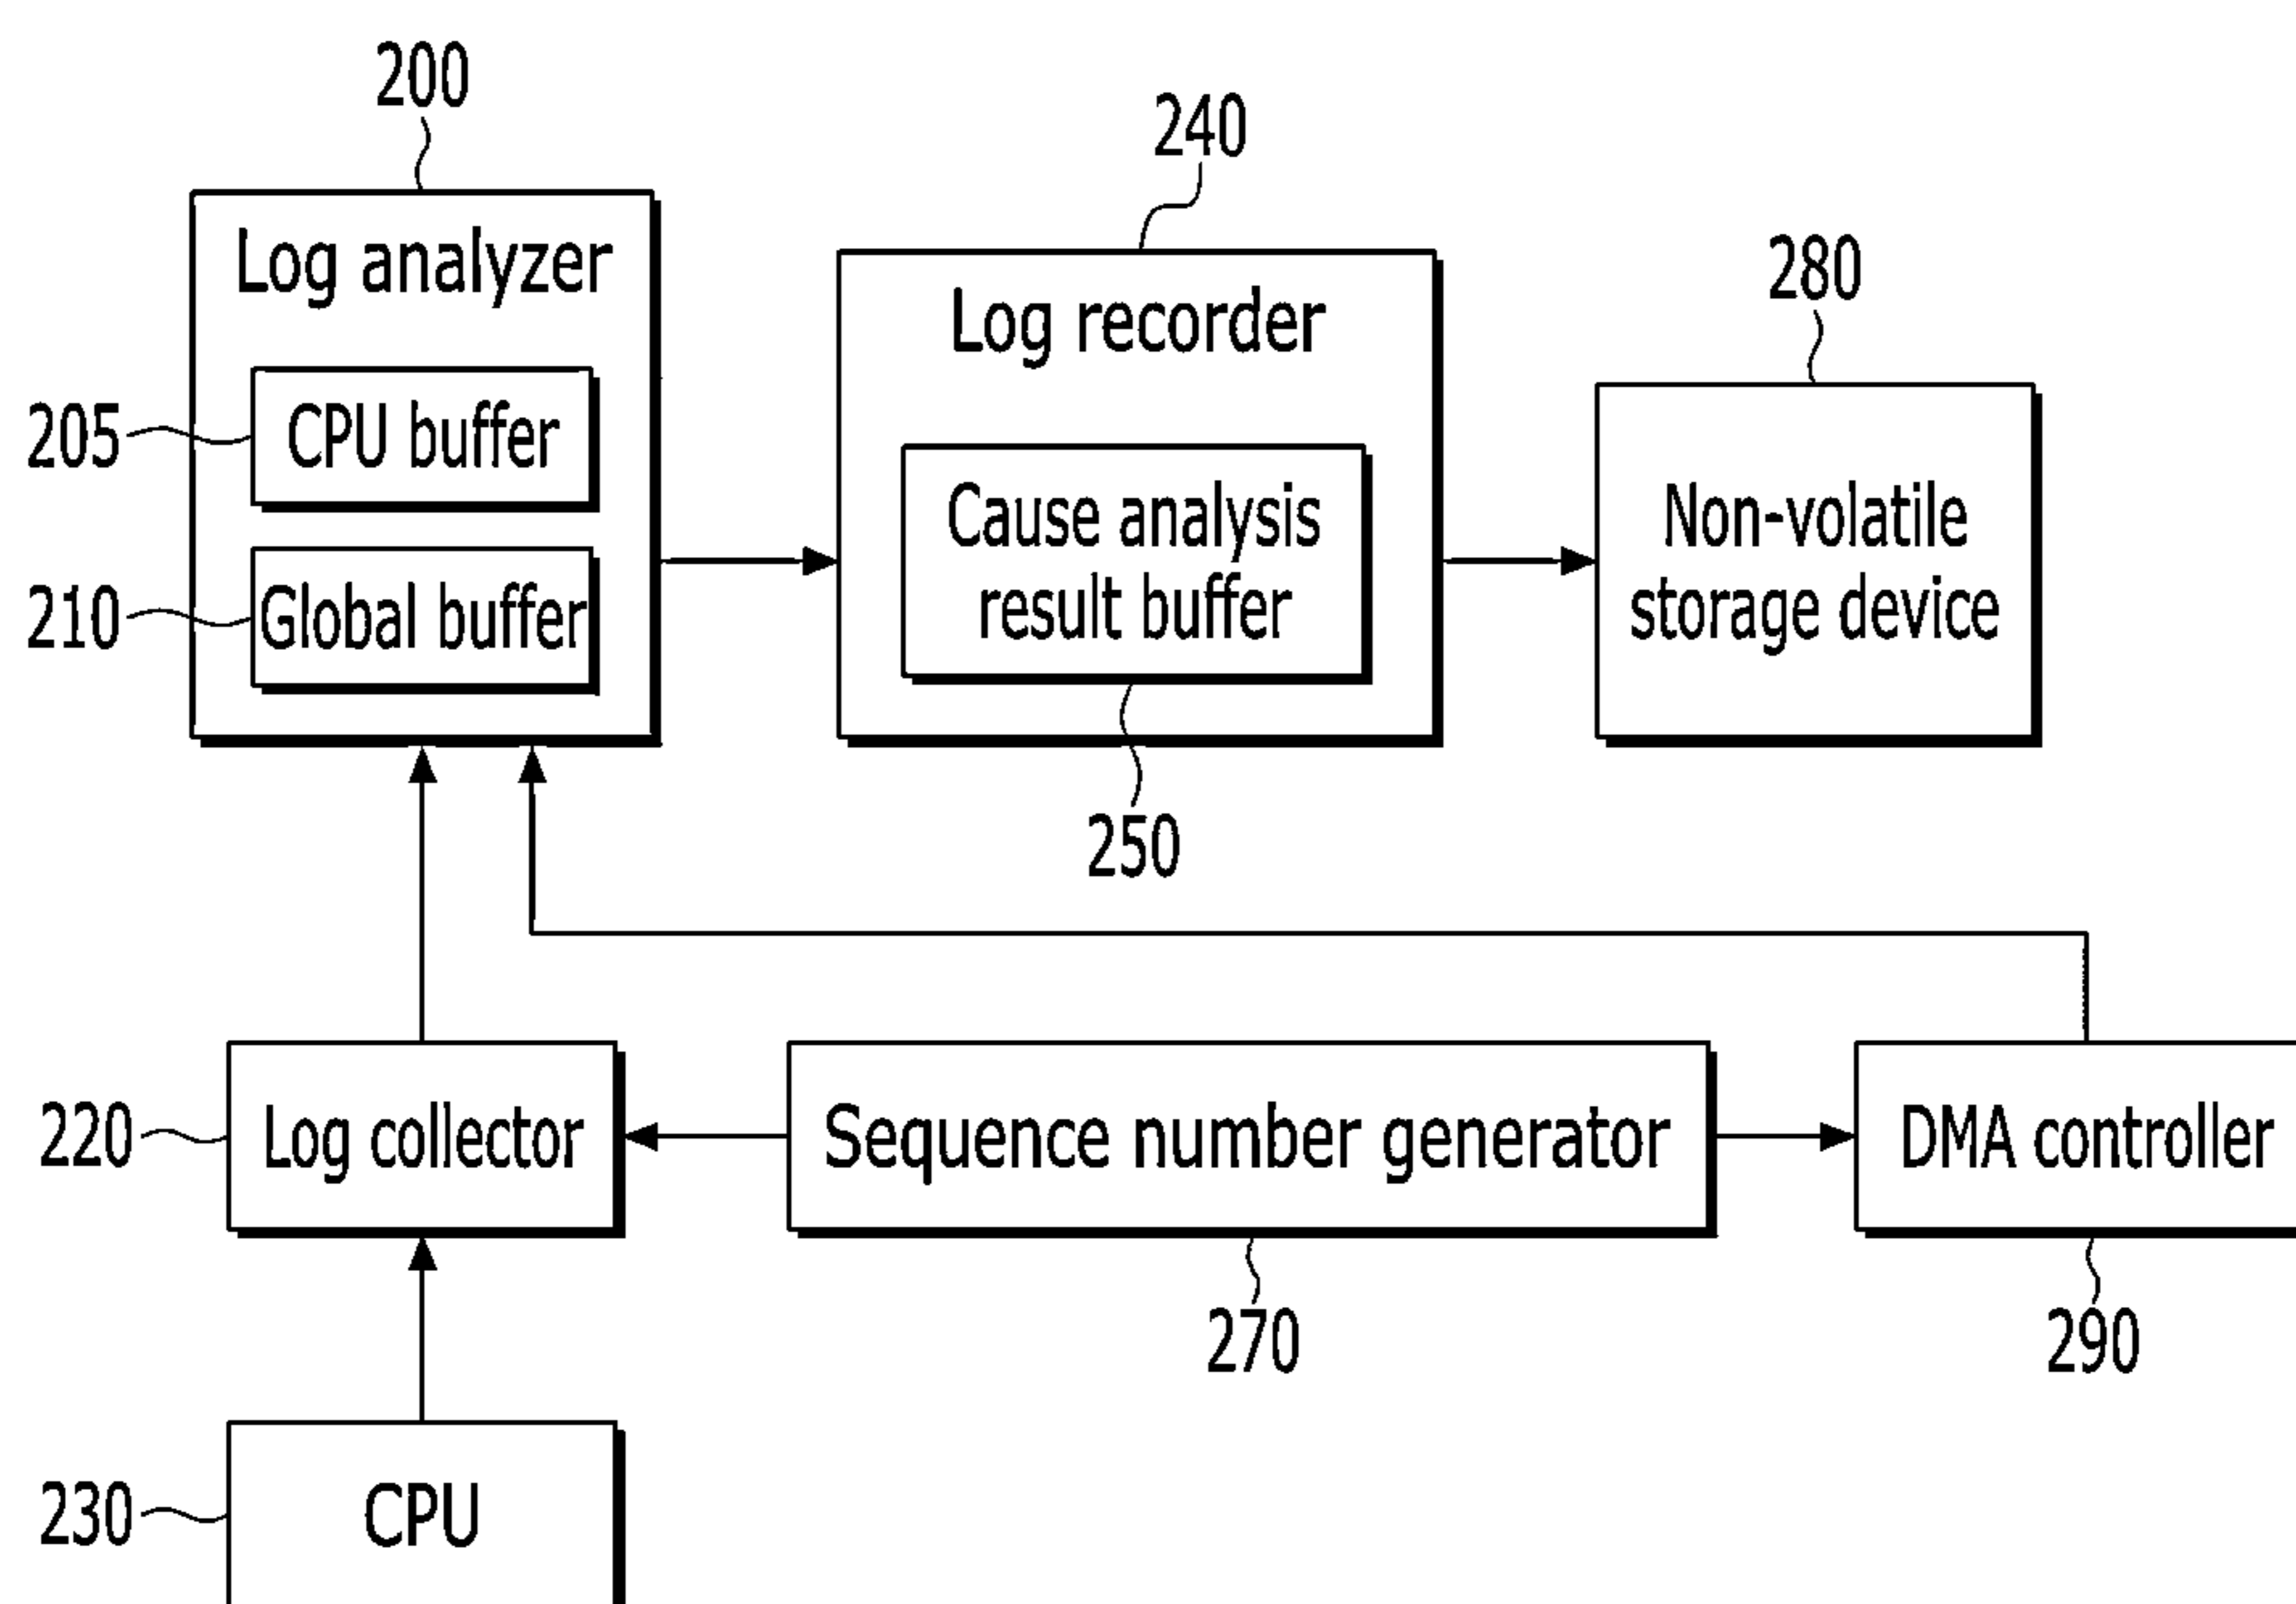 200
240
280
Log analyzer
Log recorder
205
CPU buffer
Cause analysis
result buffer
Non-volatile
storage device
210
Global buffer
250
220
Log collector
Sequence number generator
DMA controller
270
290
230
CPU